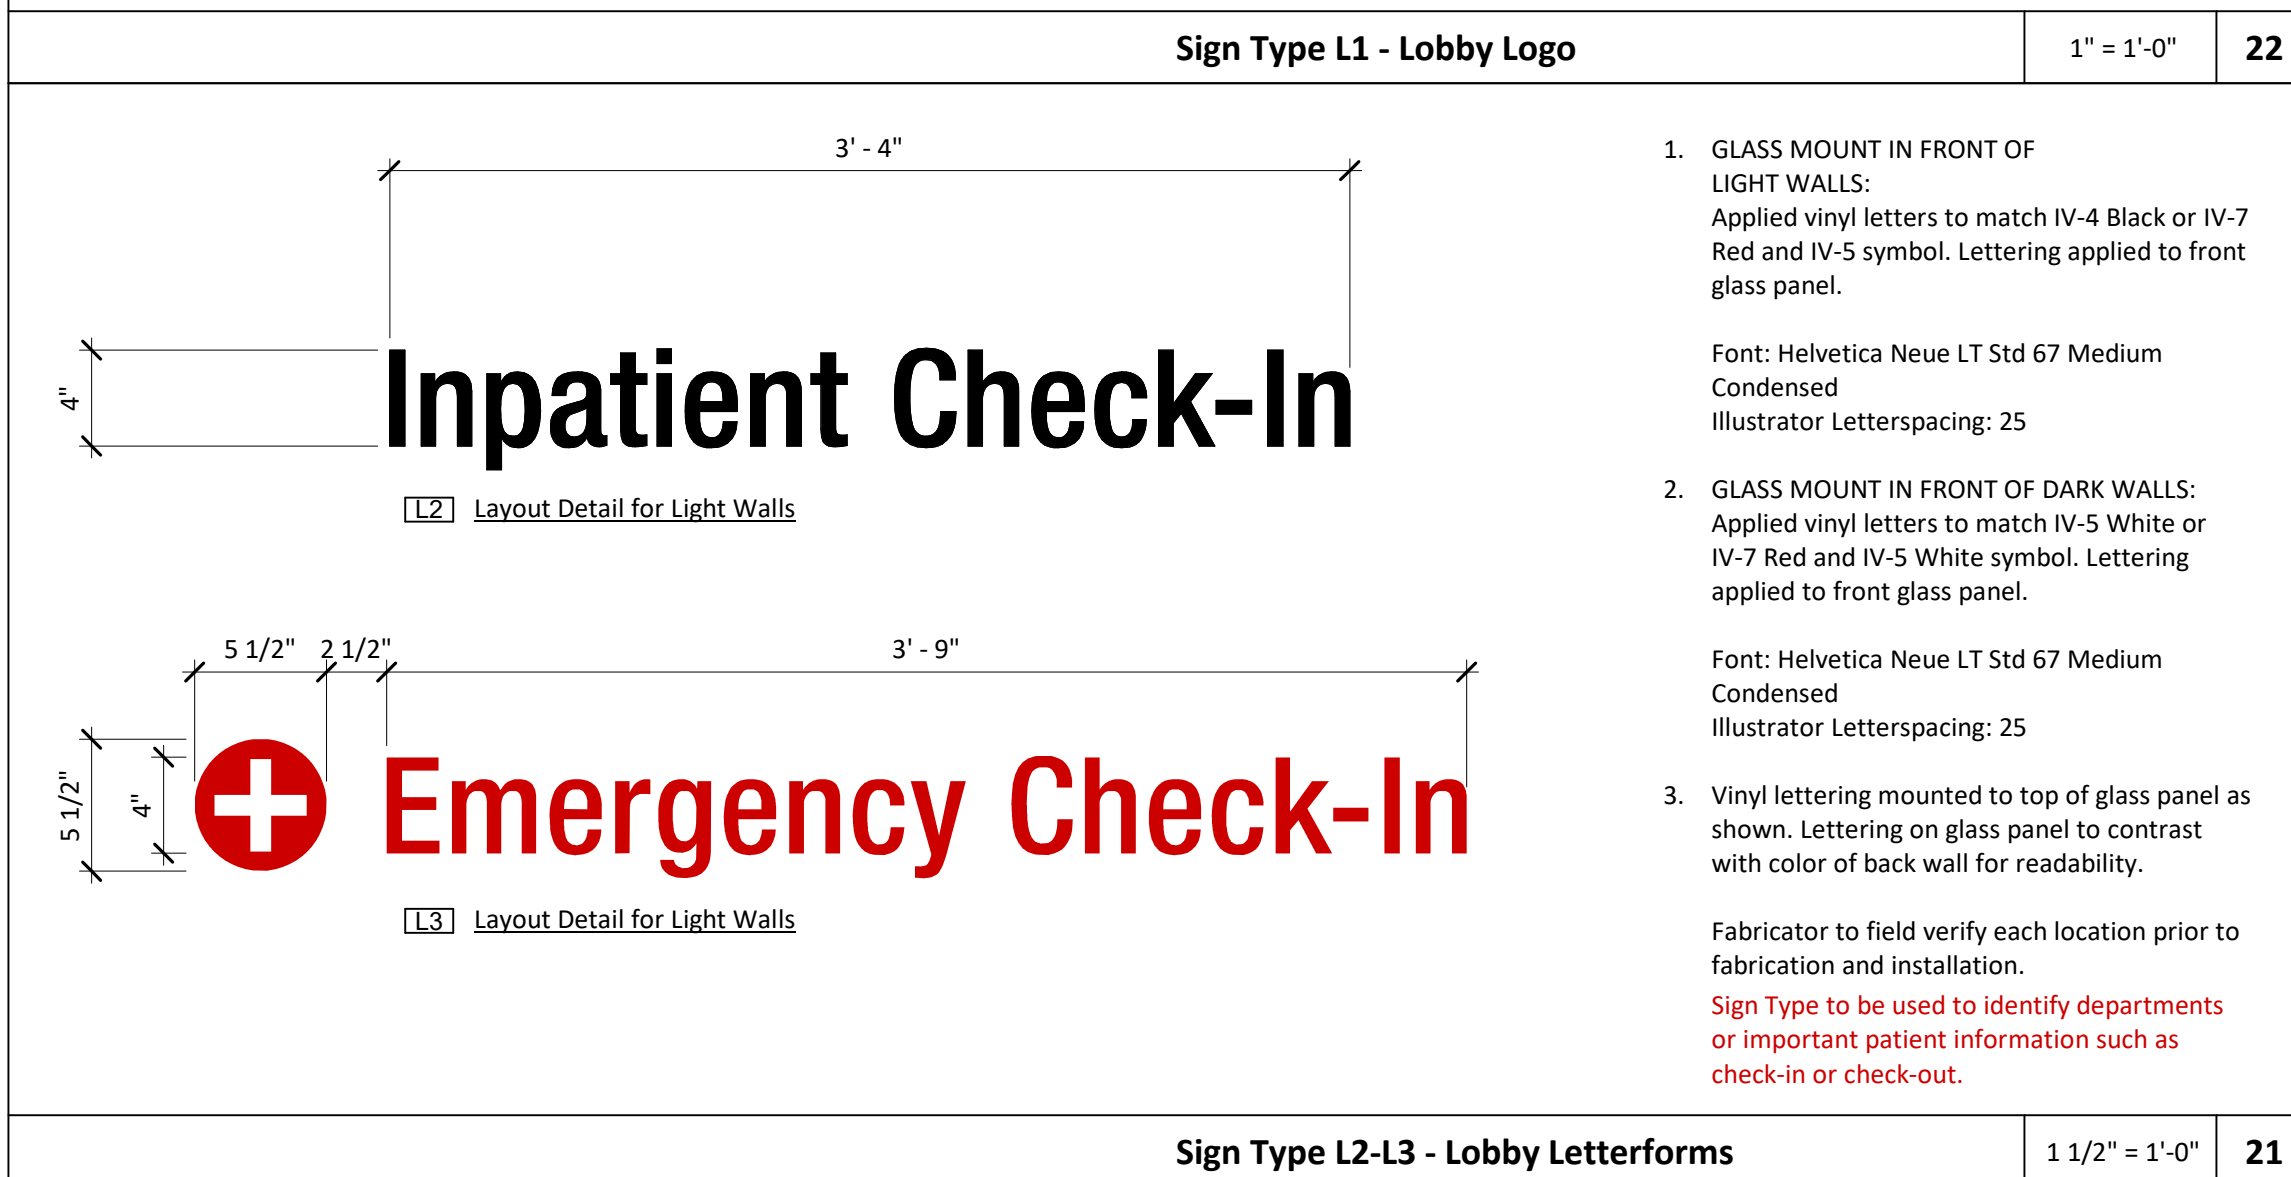 Sign Type L1 - Lobby Logo
1" = 1'-0"
22
3' - 4"
4"
Inpatient Check-In
L2 Layout Detail for Light Walls
5 1/2"
2 1/2"
3' - 9"
5 1/2"
4"
Emergency Check-In
L3 Layout Detail for Light Walls
1. GLASS MOUNT IN FRONT OF
LIGHT WALLS:
Applied vinyl letters to match IV-4 Black or IV-7
Red and IV-5 symbol. Lettering applied to front
glass panel.
Font: Helvetica Neue LT Std 67 Medium
Condensed
Illustrator Letterspacing: 25
2. GLASS MOUNT IN FRONT OF DARK WALLS:
Applied vinyl letters to match IV-5 White or
IV-7 Red and IV-5 White symbol. Lettering
applied to front glass panel.
Font: Helvetica Neue LT Std 67 Medium
Condensed
Illustrator Letterspacing: 25
3. Vinyl lettering mounted to top of glass panel as
shown. Lettering on glass panel to contrast
with color of back wall for readability.
Fabricator to field verify each location prior to
fabrication and installation.
Sign Type to be used to identify departments
or important patient information such as
check-in or check-out.
Sign Type L2-L3 - Lobby Letterforms
1 1/2" = 1'-0"
21